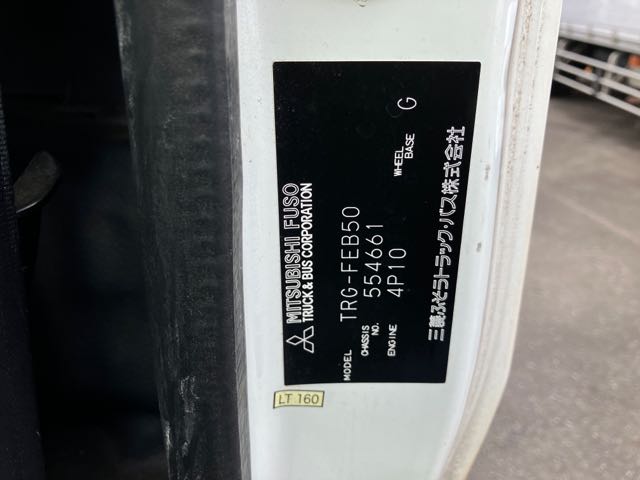 MITSUBISHI FUSO
TRUCK & BUS CORPORATION
MODEL TRG-FEB50
CHASSIS NO. 554661
ENGINE 4P10 WHEEL BASE G
三菱ふそうトラック・バス株式会社
LT 160